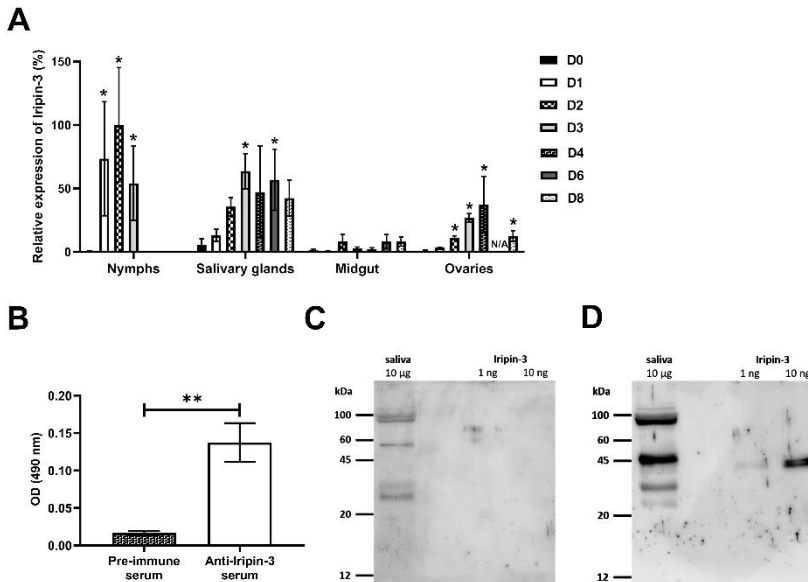 A
Relative expression of Iripin-3 (%)
150
100
50
0
* * * * * * * * *
N/A
Nymphs Salivary glands Midgut Ovaries
D0
D1
D2
D3
D4
D6
D8
B
OD (490 nm)
0.20
0.15
0.10
0.05
0.00
**
Pre-immune serum
Anti-Iripin-3 serum
C
saliva Iripin-3
10 µg 1 ng 10 ng
kDa
100
60
45
20
12
D
saliva Iripin-3
10 µg 1 ng 10 ng
kDa
100
60
45
20
12